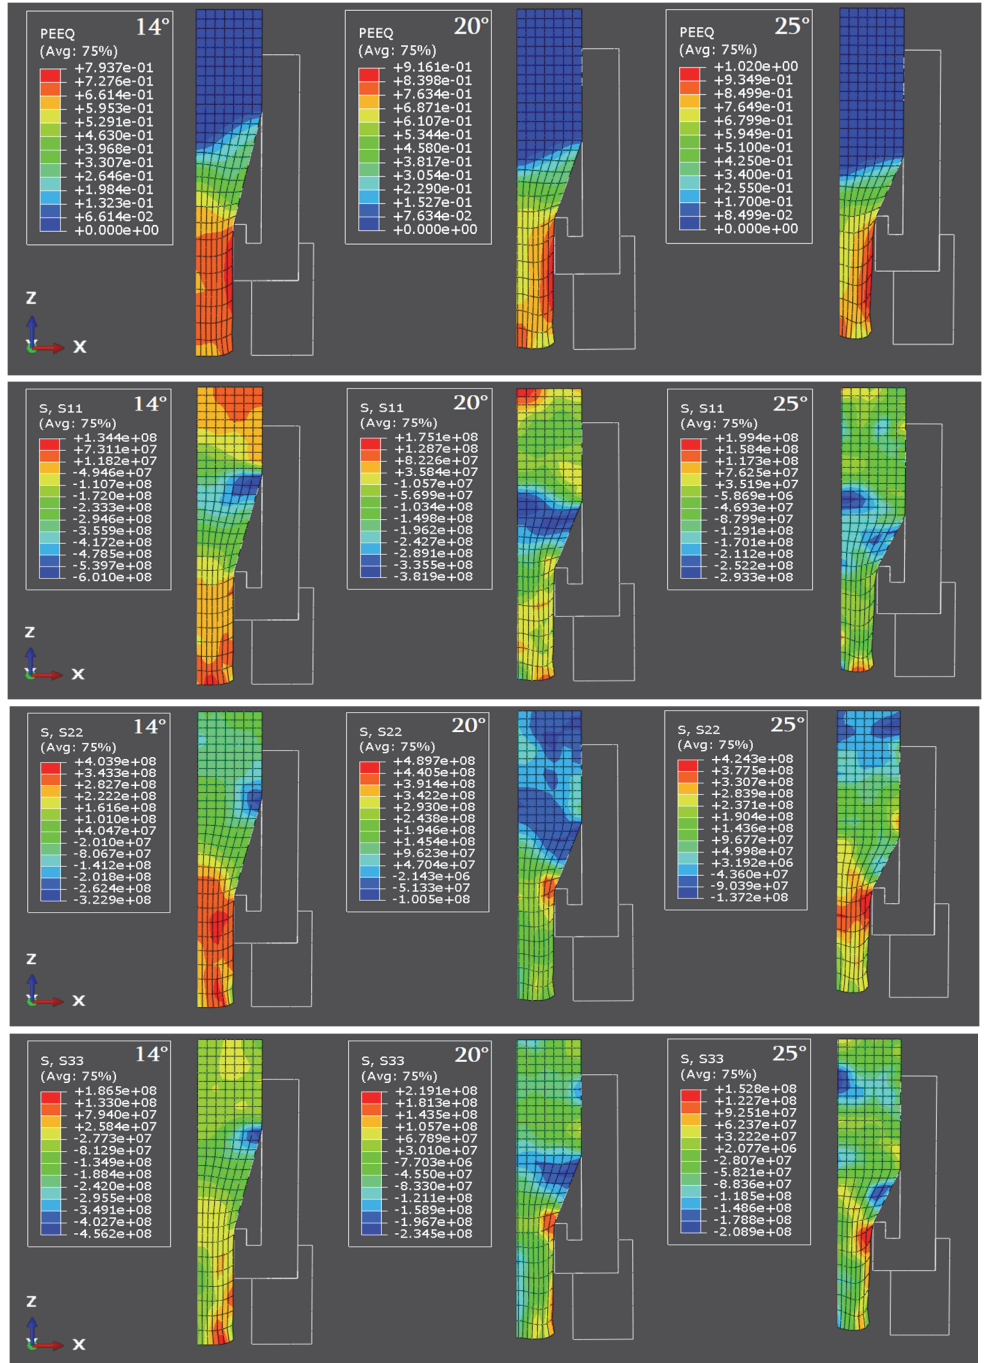 14°
PEEQ
(Avg: 75%)
+7.937e-01
+7.276e-01
+6.614e-01
+5.953e-01
+5.291e-01
+4.630e-01
+3.968e-01
+3.307e-01
+2.646e-01
+1.984e-01
+1.323e-01
+6.614e-02
+0.000e+00
20°
PEEQ
(Avg: 75%)
+9.161e-01
+8.398e-01
+7.634e-01
+6.871e-01
+6.107e-01
+5.344e-01
+4.580e-01
+3.817e-01
+3.054e-01
+2.290e-01
+1.527e-01
+7.634e-02
+0.000e+00
25°
PEEQ
(Avg: 75%)
+1.020e+00
+9.349e-01
+8.499e-01
+7.649e-01
+6.799e-01
+5.949e-01
+5.100e-01
+4.250e-01
+3.400e-01
+2.550e-01
+1.700e-01
+8.499e-02
+0.000e+00
Z
Y
X
14°
S, S11
(Avg: 75%)
+1.344e+08
+7.311e+07
+1.182e+07
-4.946e+07
-1.107e+08
-1.720e+08
-2.333e+08
-2.946e+08
-3.559e+08
-4.172e+08
-4.785e+08
-5.397e+08
-6.010e+08
20°
S, S11
(Avg: 75%)
+1.751e+08
+1.287e+08
+8.226e+07
+3.584e+07
-1.057e+07
-5.699e+07
-1.034e+08
-1.498e+08
-1.962e+08
-2.427e+08
-2.891e+08
-3.355e+08
-3.819e+08
25°
S, S11
(Avg: 75%)
+1.994e+08
+1.584e+08
+1.173e+08
+7.625e+07
+3.519e+07
-5.869e+06
-4.693e+07
-8.799e+07
-1.291e+08
-1.701e+08
-2.112e+08
-2.522e+08
-2.933e+08
Z
Y
X
14°
S, S22
(Avg: 75%)
+4.039e+08
+3.433e+08
+2.827e+08
+2.222e+08
+1.616e+08
+1.010e+08
+4.047e+07
-2.010e+07
-8.067e+07
-1.412e+08
-2.018e+08
-2.624e+08
-3.229e+08
20°
S, S22
(Avg: 75%)
+4.897e+08
+4.405e+08
+3.914e+08
+3.422e+08
+2.930e+08
+2.438e+08
+1.946e+08
+1.454e+08
+9.623e+07
+4.704e+07
-2.143e+06
-5.133e+07
-1.005e+08
25°
S, S22
(Avg: 75%)
+4.243e+08
+3.775e+08
+3.307e+08
+2.839e+08
+2.371e+08
+1.904e+08
+1.436e+08
+9.677e+07
+4.998e+07
+3.192e+06
-4.360e+07
-9.039e+07
-1.372e+08
Z
Y
X
14°
S, S33
(Avg: 75%)
+1.865e+08
+1.330e+08
+7.940e+07
+2.584e+07
-2.773e+07
-8.129e+07
-1.349e+08
-1.884e+08
-2.420e+08
-2.955e+08
-3.491e+08
-4.027e+08
-4.562e+08
20°
S, S33
(Avg: 75%)
+2.191e+08
+1.813e+08
+1.435e+08
+1.057e+08
+6.789e+07
+3.010e+07
-7.703e+06
-4.550e+07
-8.330e+07
-1.211e+08
-1.589e+08
-1.967e+08
-2.345e+08
25°
S, S33
(Avg: 75%)
+1.528e+08
+1.227e+08
+9.251e+07
+6.237e+07
+3.222e+07
+2.077e+06
-2.807e+07
-5.821e+07
-8.836e+07
-1.185e+08
-1.486e+08
-1.788e+08
-2.089e+08
Z
Y
X